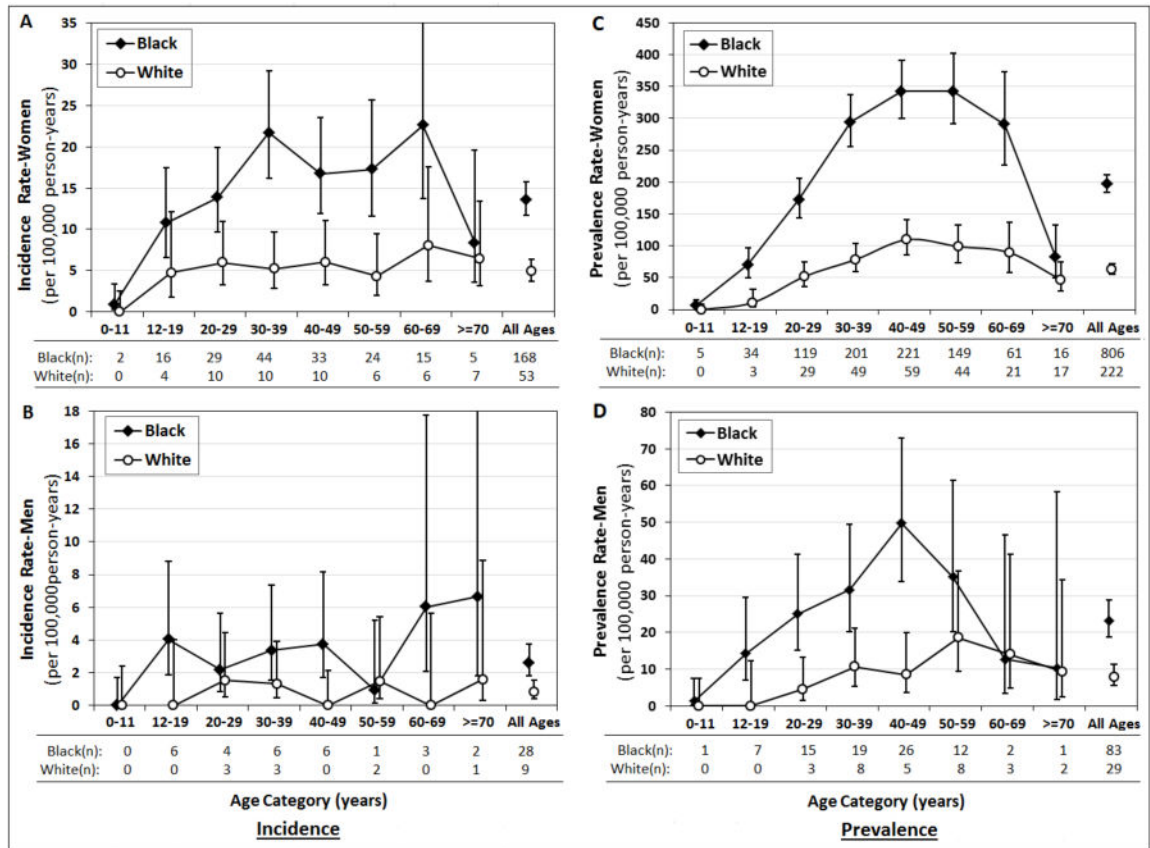 A
Black
White
Incidence Rate-Women
(per 100,000 person-years)
35
30
25
20
15
10
5
0
0-11 12-19 20-29 30-39 40-49 50-59 60-69 >=70 All Ages
Black(n): 2 16 29 44 33 24 15 5 168
White(n): 0 4 10 10 10 6 6 7 53
C
Black
White
Prevalence Rate-Women
(per 100,000 person-years)
450
400
350
300
250
200
150
100
50
0
0-11 12-19 20-29 30-39 40-49 50-59 60-69 >=70 All Ages
Black(n): 5 34 119 201 221 149 61 16 806
White(n): 0 3 29 49 59 44 21 17 222
B
Black
White
Incidence Rate-Men
(per 100,000person-years)
18
16
14
12
10
8
6
4
2
0
0-11 12-19 20-29 30-39 40-49 50-59 60-69 >=70 All Ages
Black(n): 0 6 4 6 6 1 3 2 28
White(n): 0 0 3 3 0 2 0 1 9
Age Category (years)
Incidence
D
Black
White
Prevalence Rate-Men
(per 100,000 person-years)
80
70
60
50
40
30
20
10
0
0-11 12-19 20-29 30-39 40-49 50-59 60-69 >=70 All Ages
Black(n): 1 7 15 19 26 12 2 1 83
White(n): 0 0 3 8 5 8 3 2 29
Age Category (years)
Prevalence